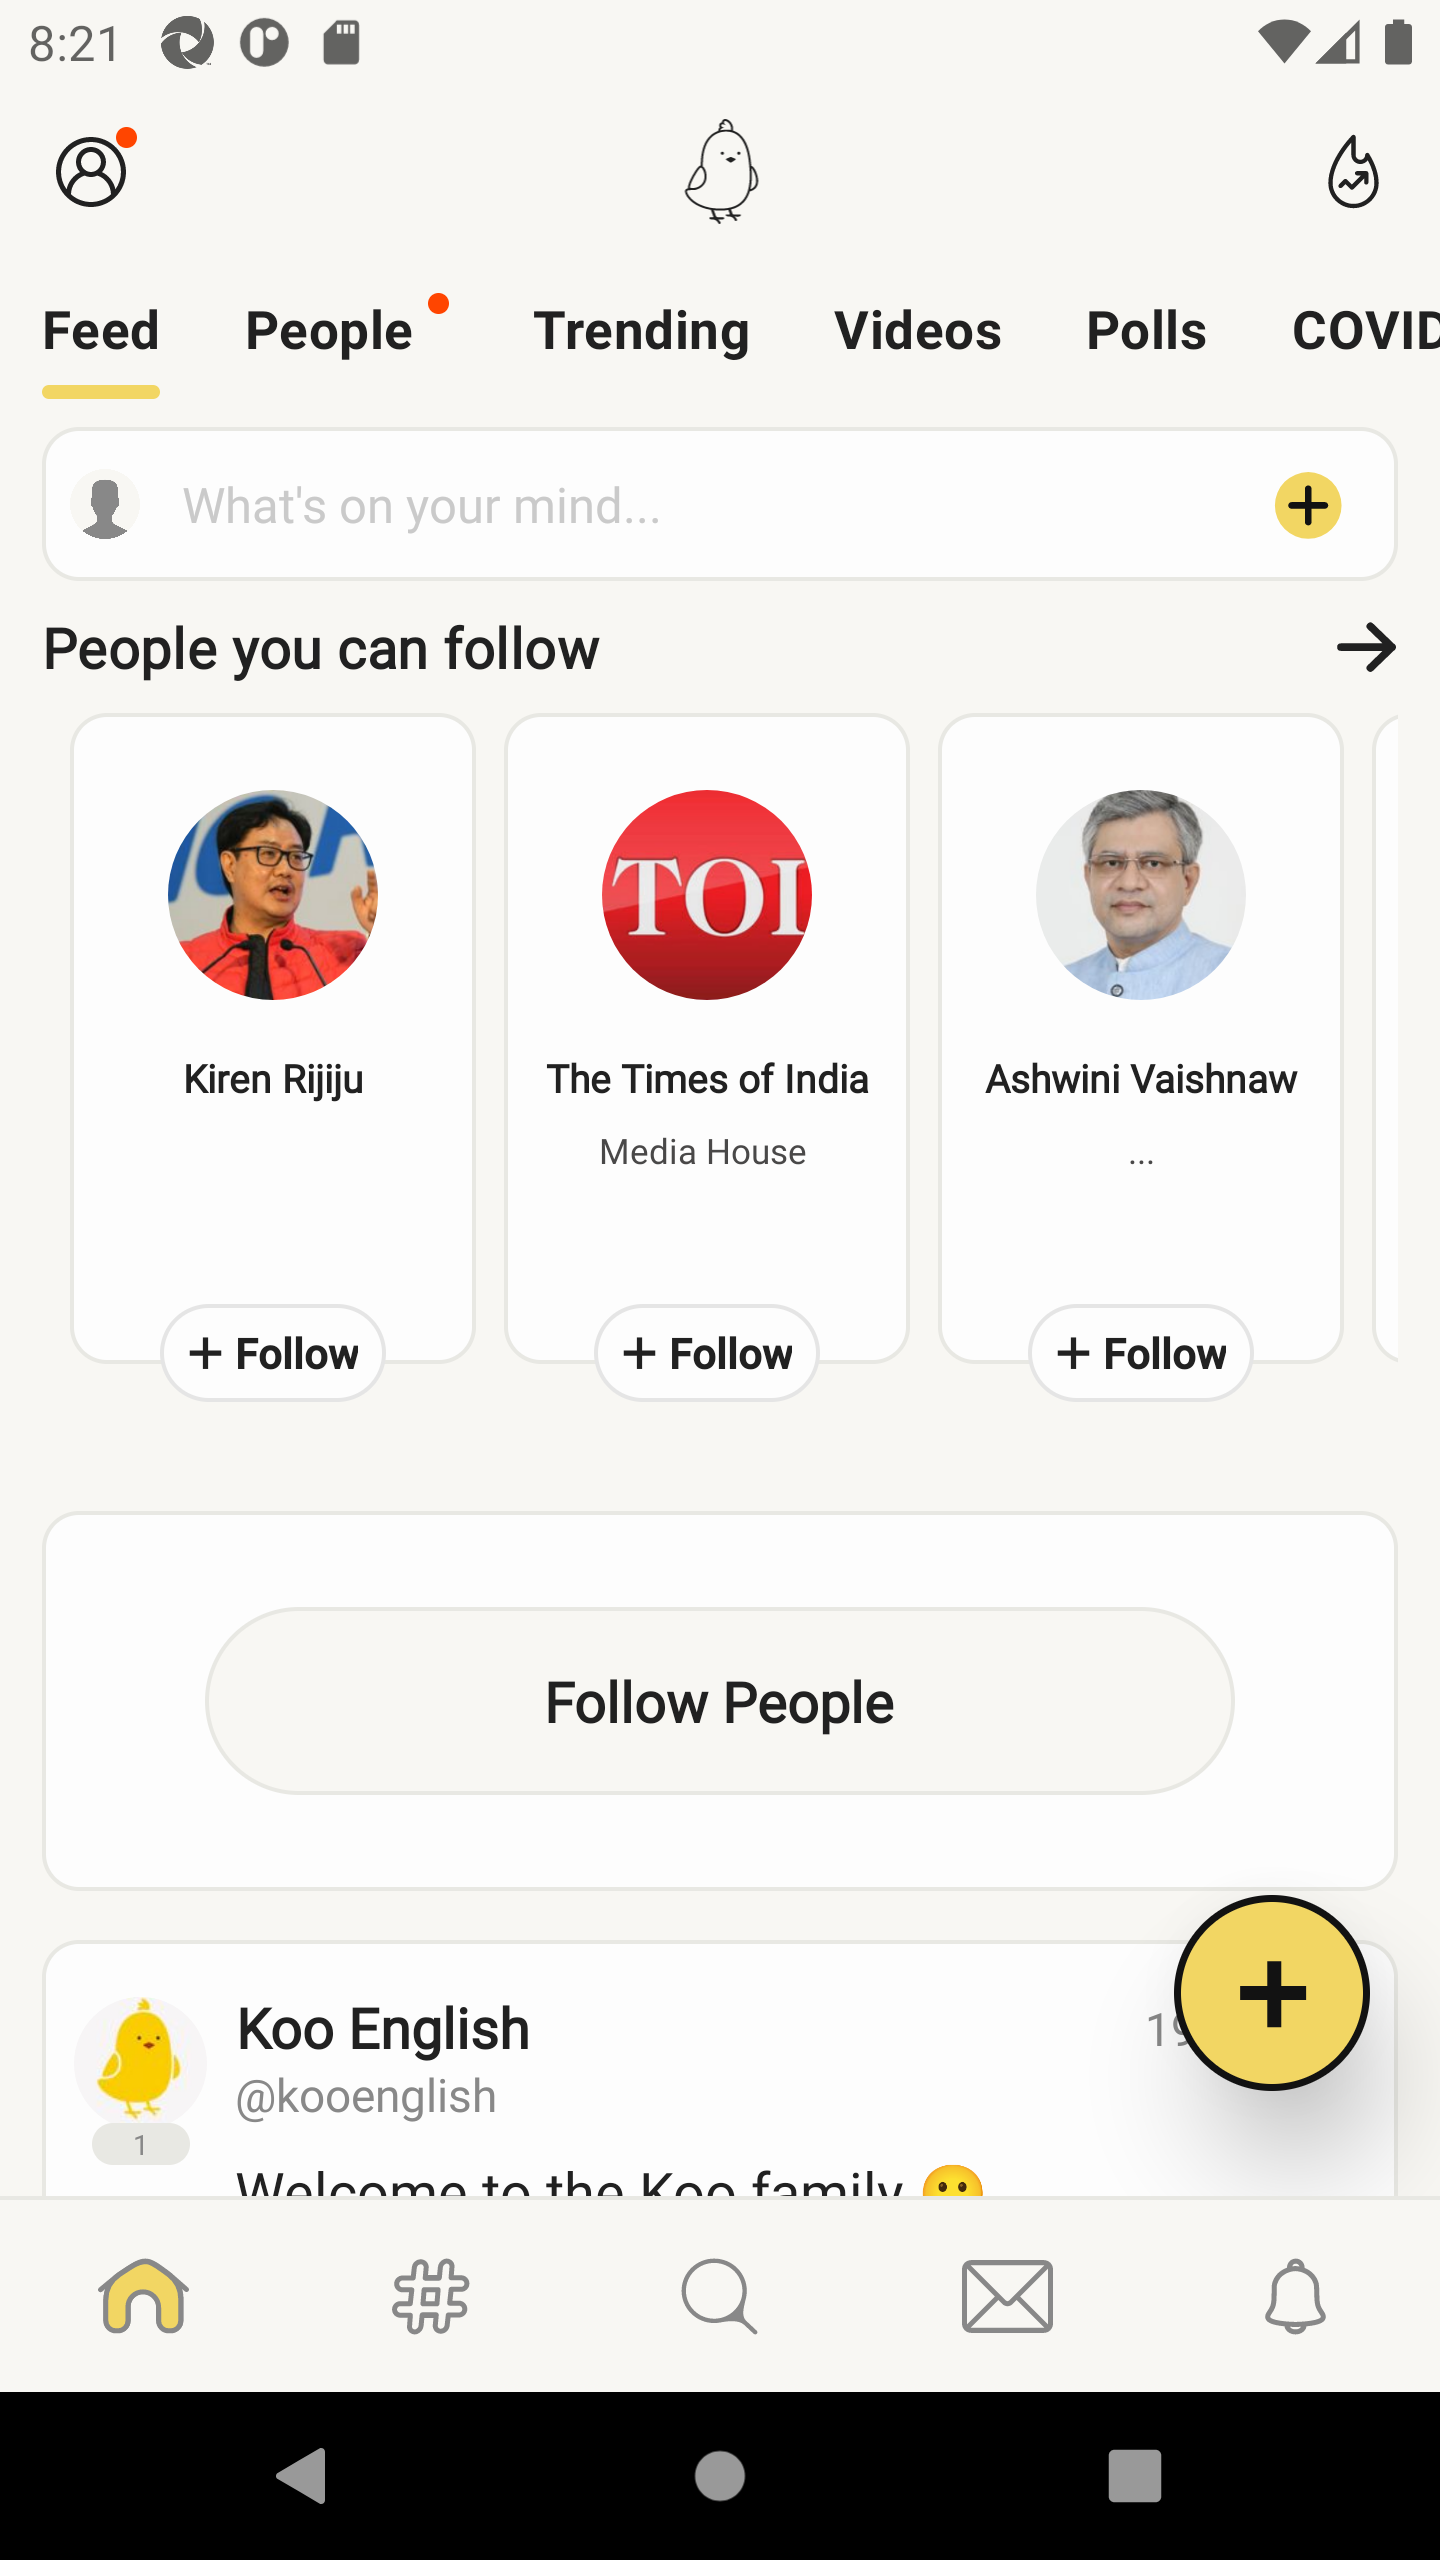 8:21
Feed People Trending Videos Polls COVID
What's on your mind...
People you can follow
TOI
Kiren Rijiju
The Times of India
Media House
Ashwini Vaishnaw
...
+ Follow
+ Follow
+ Follow
Follow People
Koo English
@kooenglish
1
Welcome to the Koo family 😶